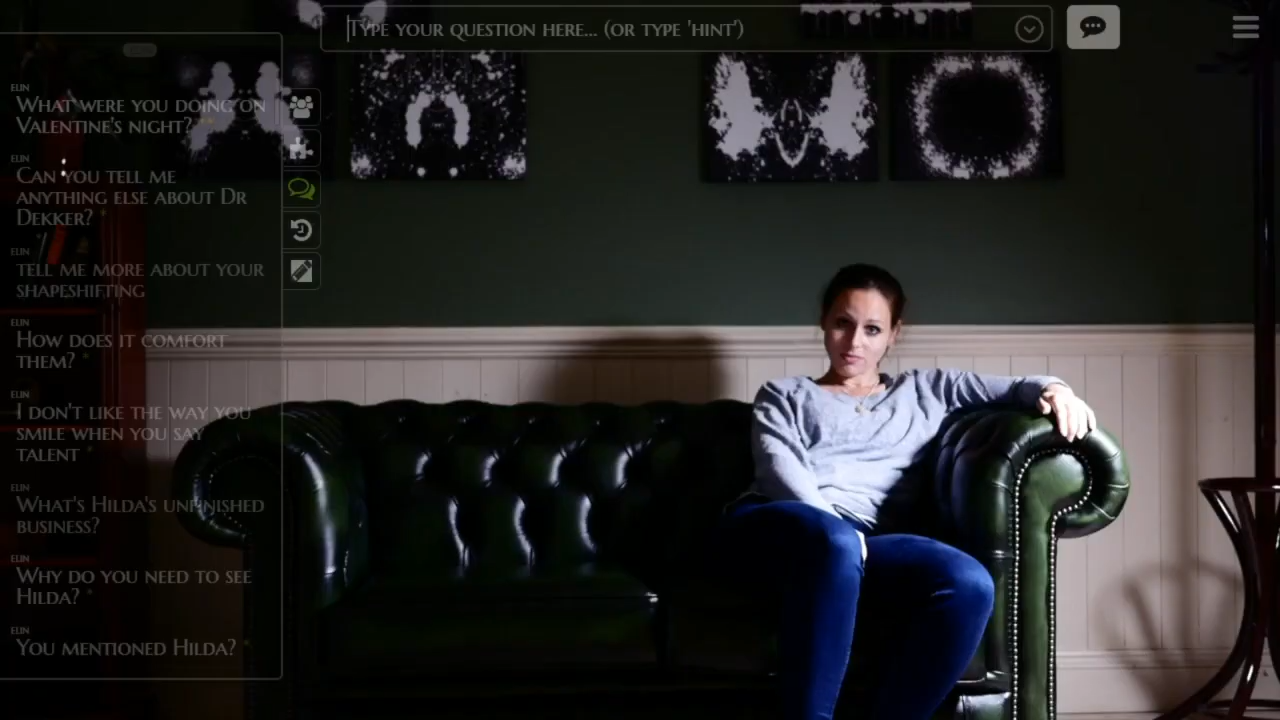 Type your question here... (or type 'hint')
Elin
What were you doing on
Valentine's night? **
Elin
Can you tell me
anything else about Dr
Dekker? *
Elin
tell me more about your
shapeshifting
Elin
How does it comfort
them? *
Elin
I don't like the way you
smile when you say
talent *
Elin
What's Hilda's unfinished
business?
Elin
Why do you need to see
Hilda? *
Elin
You mentioned Hilda? *